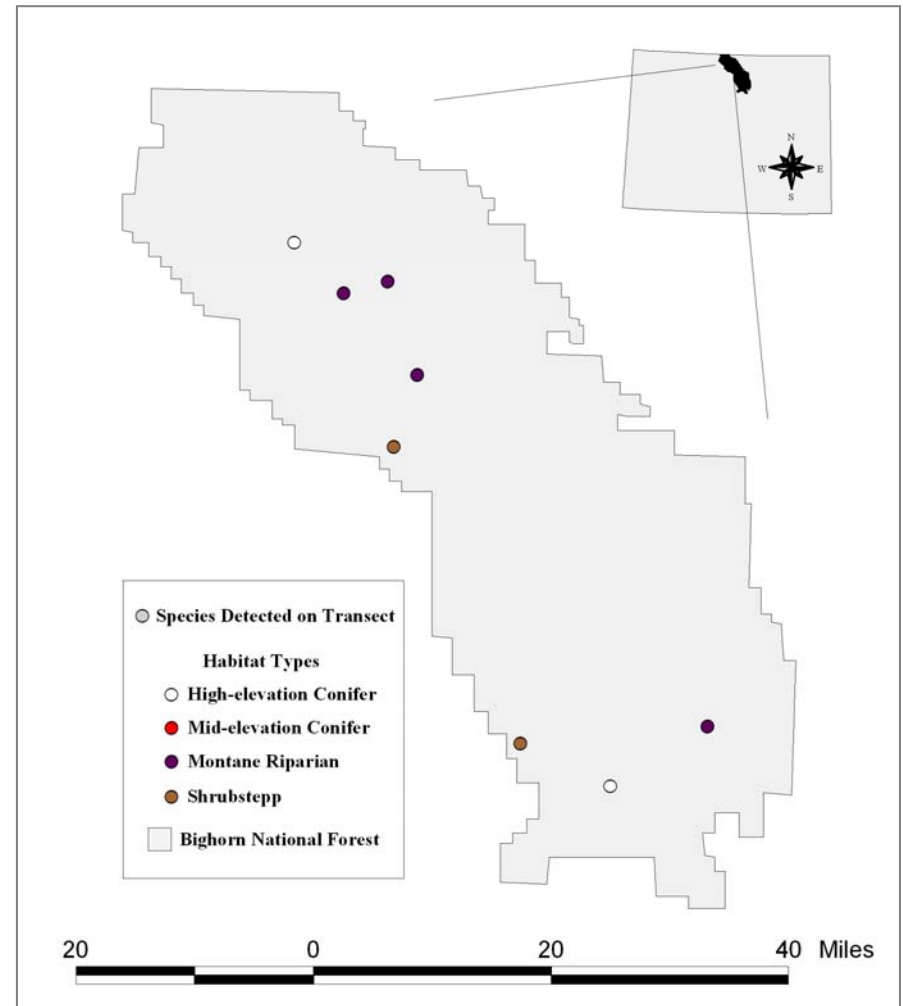 N
W E
S
Species Detected on Transect
Habitat Types
High-elevation Conifer
Mid-elevation Conifer
Montane Riparian
Shrubstepp
Bighorn National Forest
20 0 20 40 Miles